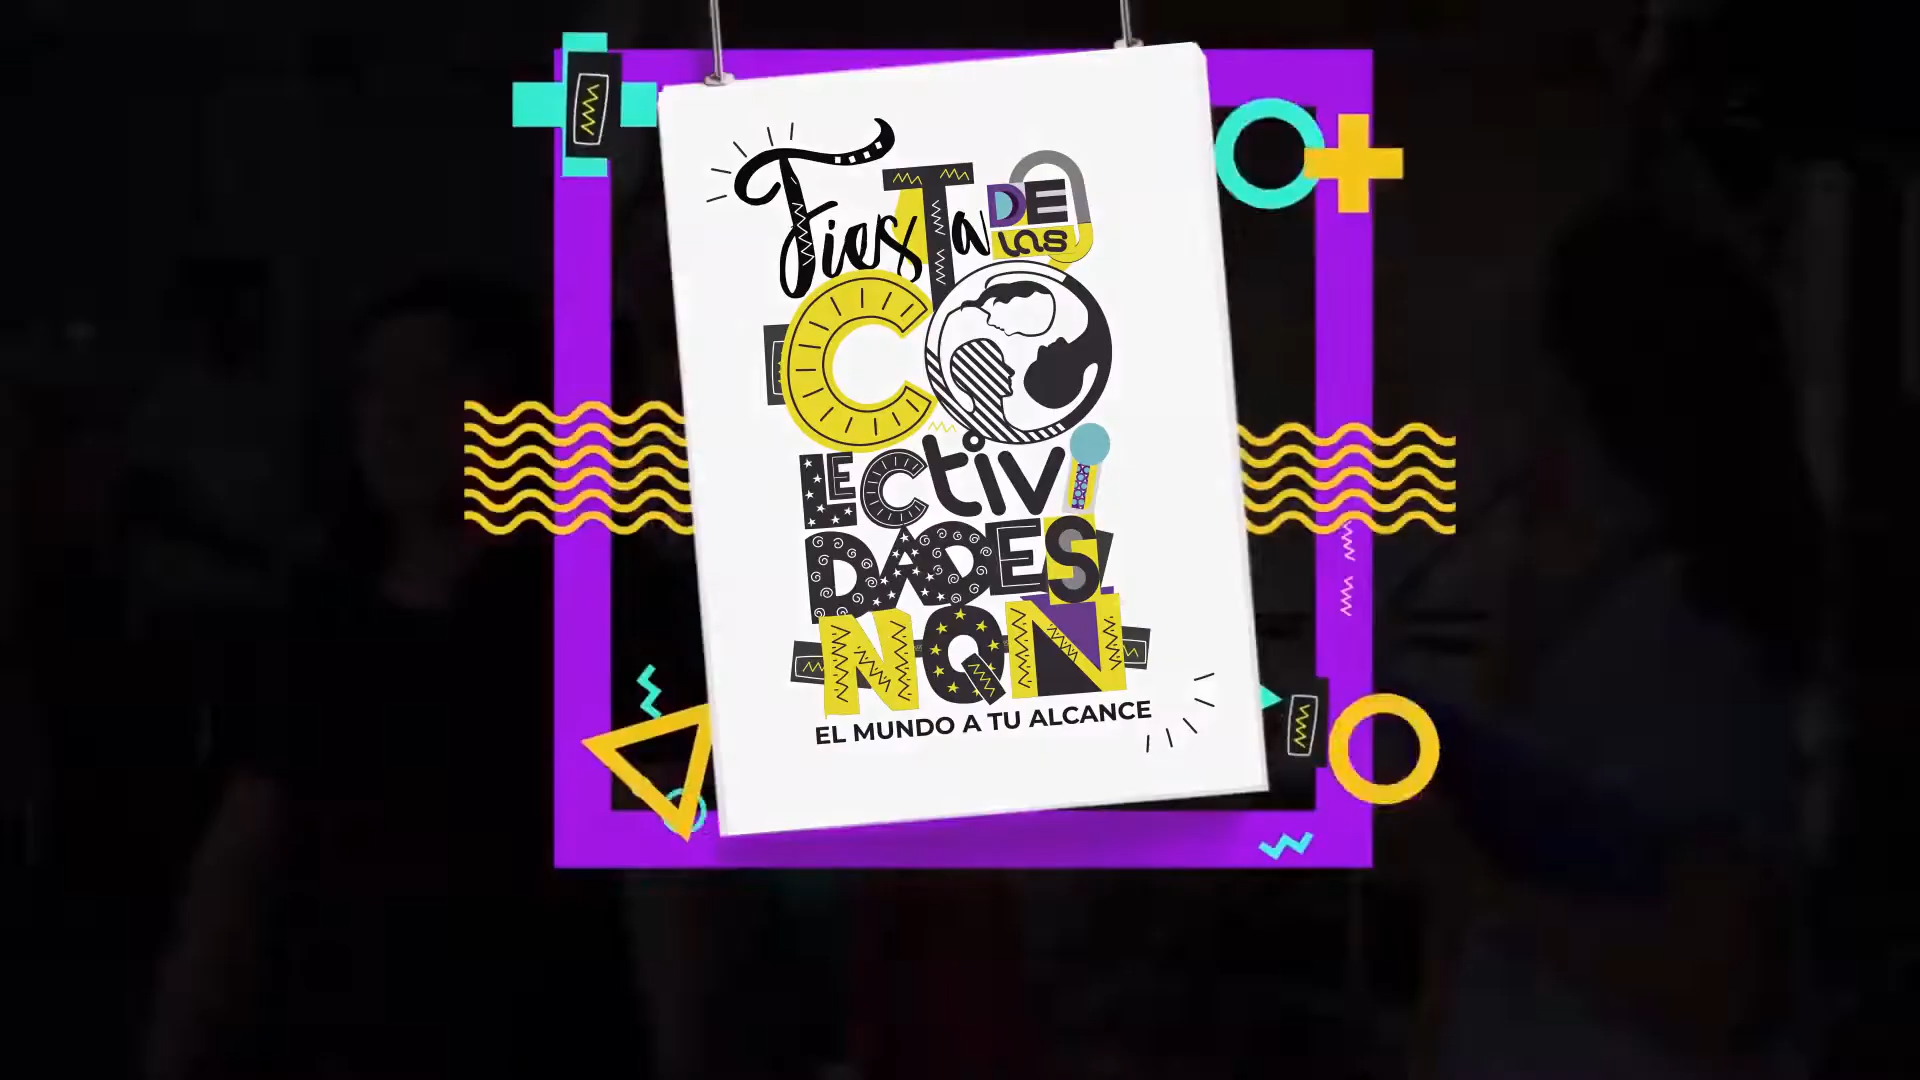 Fiesta DE
las
CO
LECTIVI
DADES
NQN
EL MUNDO A TU ALCANCE